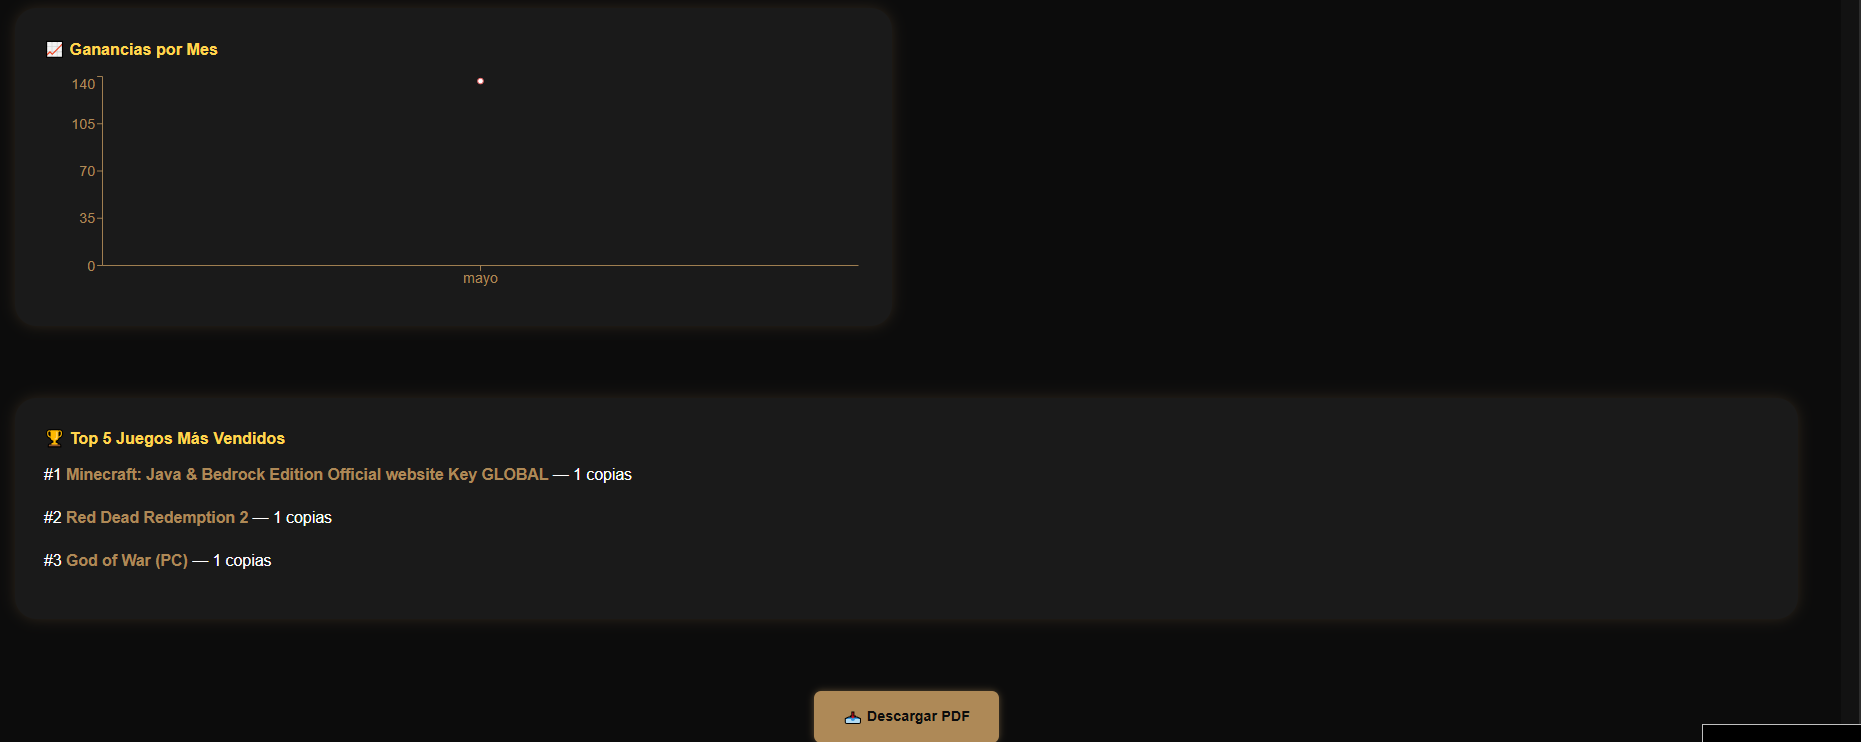 📈 Ganancias por Mes
140
105
70
35
0
mayo
🏆 Top 5 Juegos Más Vendidos
#1 Minecraft: Java & Bedrock Edition Official website Key GLOBAL — 1 copias
#2 Red Dead Redemption 2 — 1 copias
#3 God of War (PC) — 1 copias
📥 Descargar PDF